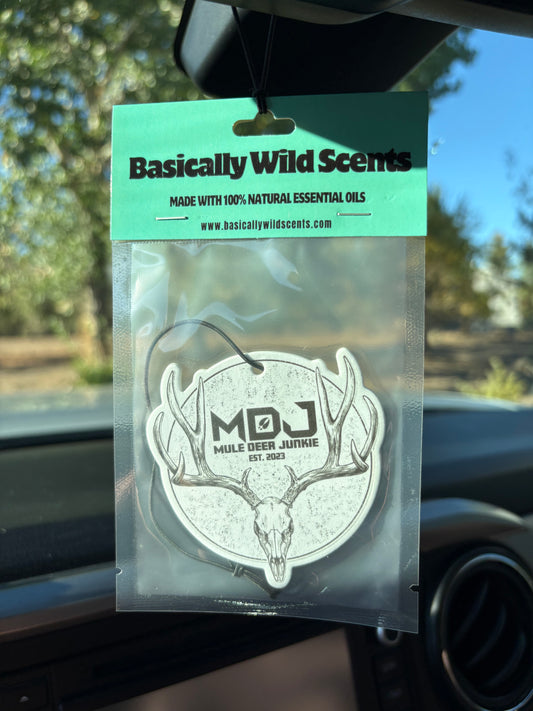 Basically Wild Scents
MADE WITH 100% NATURAL ESSENTIAL OILS
www.basicallywildscents.com
MDJ
MULE DEER JUNKIE
EST. 2023